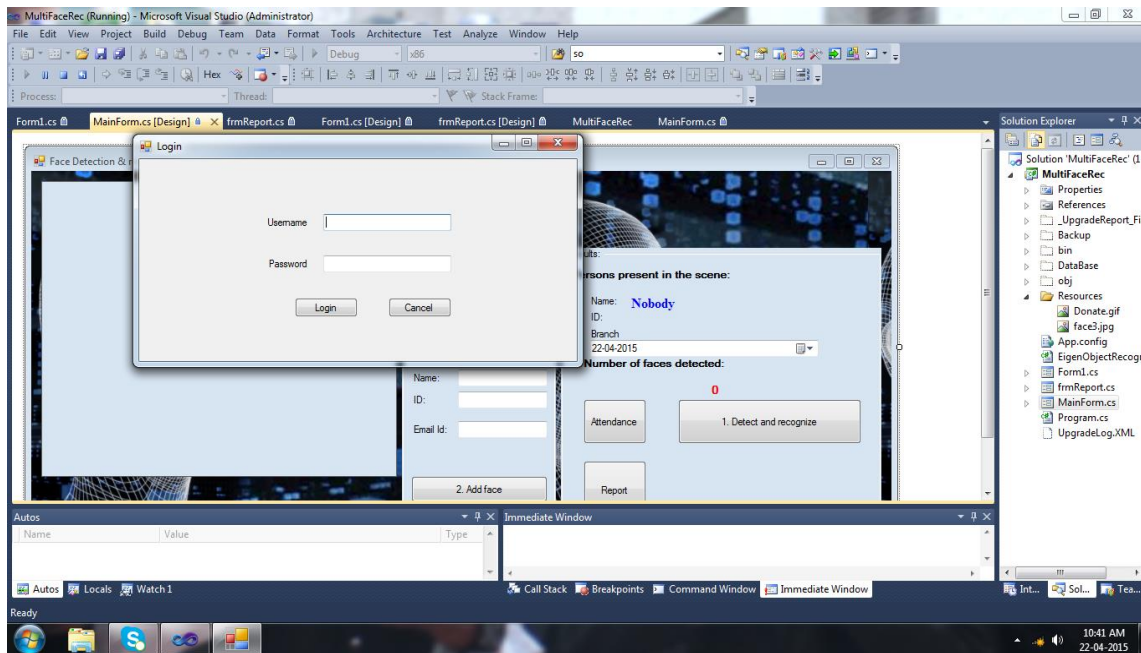 MultiFaceRec (Running) - Microsoft Visual Studio (Administrator)
File Edit View Project Build Debug Team Data Format Tools Architecture Test Analyze Window Help
Debug x86 so
Hex
Process: Thread: Stack Frame:
Form1.cs MainForm.cs [Design] frmReport.cs Form1.cs [Design] frmReport.cs [Design] MultiFaceRec MainForm.cs
Face Detection & r
Login
Username
Password
Login Cancel
ults:
rsons present in the scene:
Name: Nobody
ID:
Branch
22-04-2015
Number of faces detected:
0
Name:
ID:
Email Id:
Attendance
1. Detect and recognize
2. Add face
Report
Solution Explorer
Solution 'MultiFaceRec' (1
MultiFaceRec
Properties
References
_UpgradeReport_Fi
Backup
bin
DataBase
obj
Resources
Donate.gif
face3.jpg
App.config
EigenObjectRecogr
Form1.cs
frmReport.cs
MainForm.cs
Program.cs
UpgradeLog.XML
Autos
Name Value Type
Immediate Window
Autos Locals Watch 1
Call Stack Breakpoints Command Window Immediate Window
Int... Sol... Tea...
Ready
10:41 AM
22-04-2015